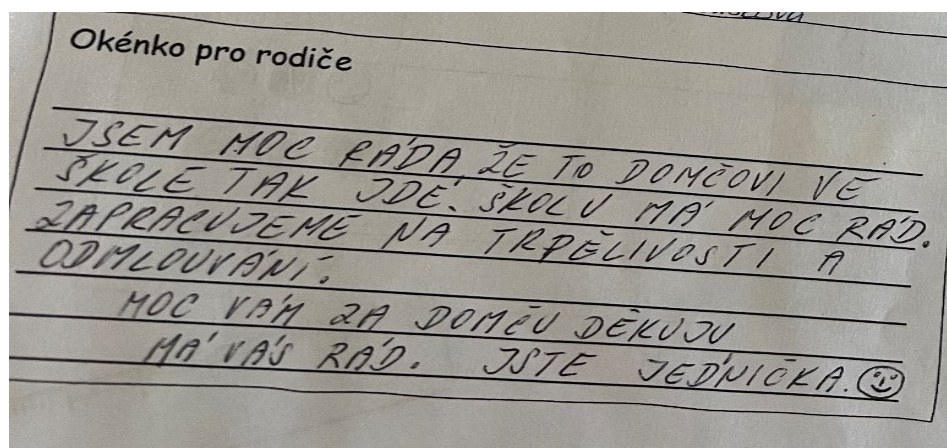 Okénko pro rodiče
JSEM MOC RÁDA, ŽE TO DOMČOVI VE
ŠKOLE TAK JDE. ŠKOLU MÁ MOC RÁD.
ZAPRACUJEME NA TRPĚLIVOSTI A
ODMLOUVÁNÍ.
MOC VÁM ZA DOMČU DĚKUJU
MÁ VÁS RÁD. JSTE JEDNIČKA.